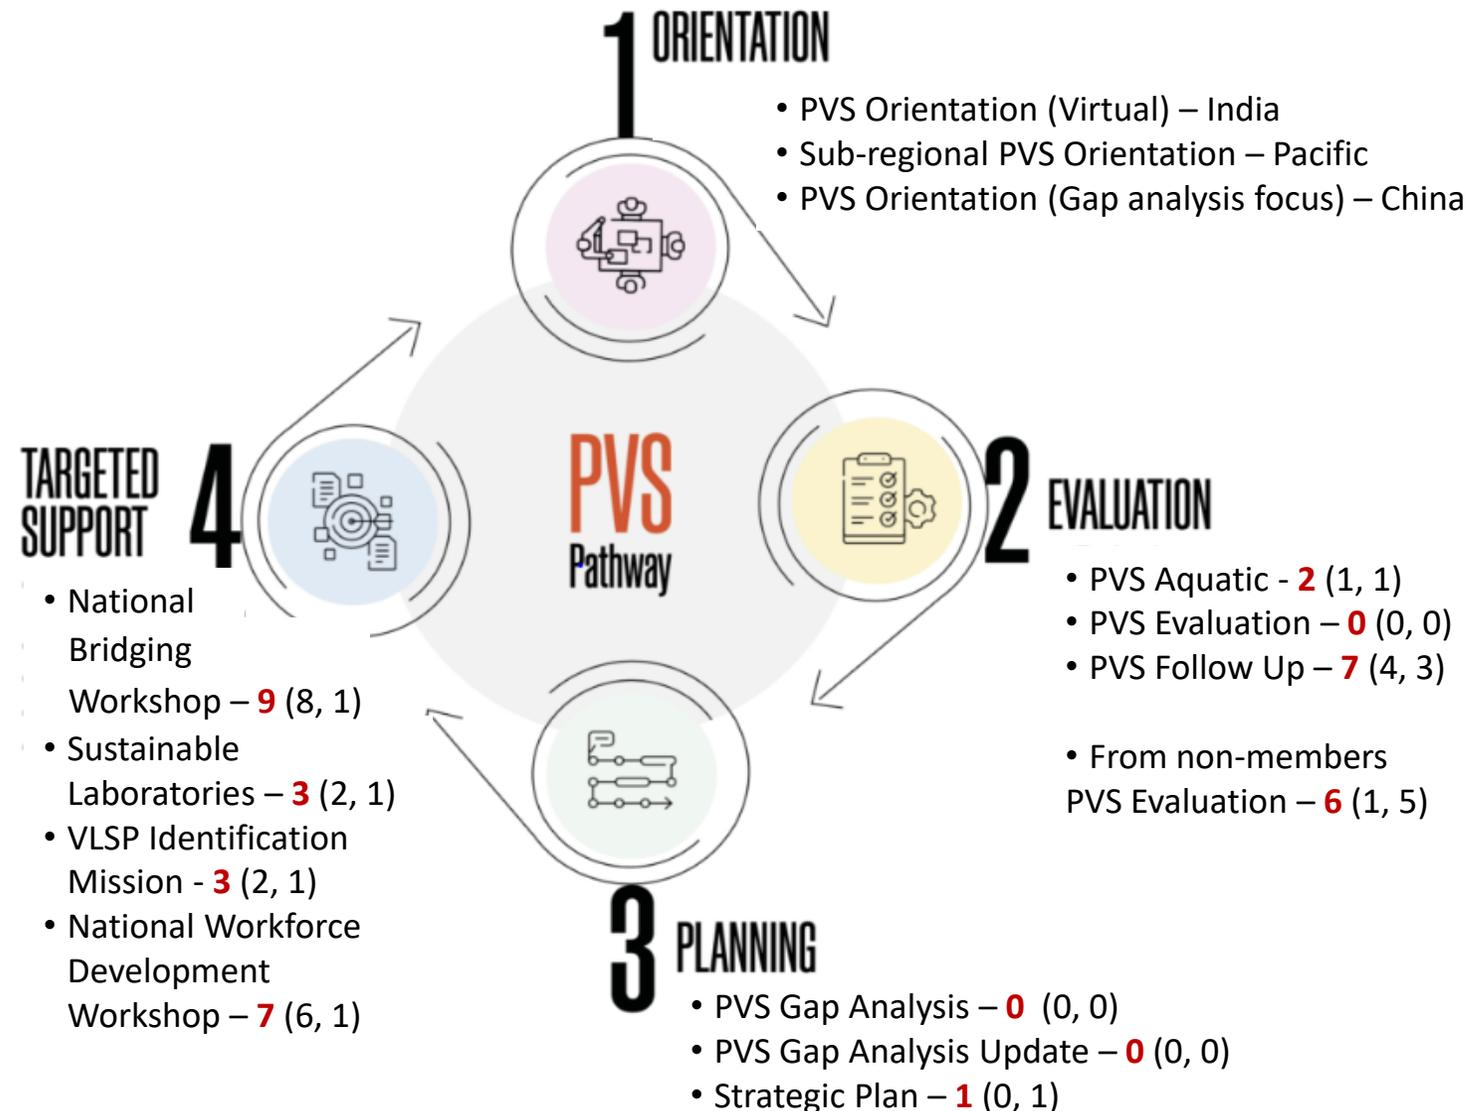 1 ORIENTATION
• PVS Orientation (Virtual) – India
• Sub-regional PVS Orientation – Pacific
• PVS Orientation (Gap analysis focus) – China
PVS
Pathway
2 EVALUATION
• PVS Aquatic - 2 (1, 1)
• PVS Evaluation – 0 (0, 0)
• PVS Follow Up – 7 (4, 3)
• From non-members
PVS Evaluation – 6 (1, 5)
3 PLANNING
• PVS Gap Analysis – 0 (0, 0)
• PVS Gap Analysis Update – 0 (0, 0)
• Strategic Plan – 1 (0, 1)
TARGETED
SUPPORT 4
• National
Bridging
Workshop – 9 (8, 1)
• Sustainable
Laboratories – 3 (2, 1)
• VLSP Identification
Mission - 3 (2, 1)
• National Workforce
Development
Workshop – 7 (6, 1)